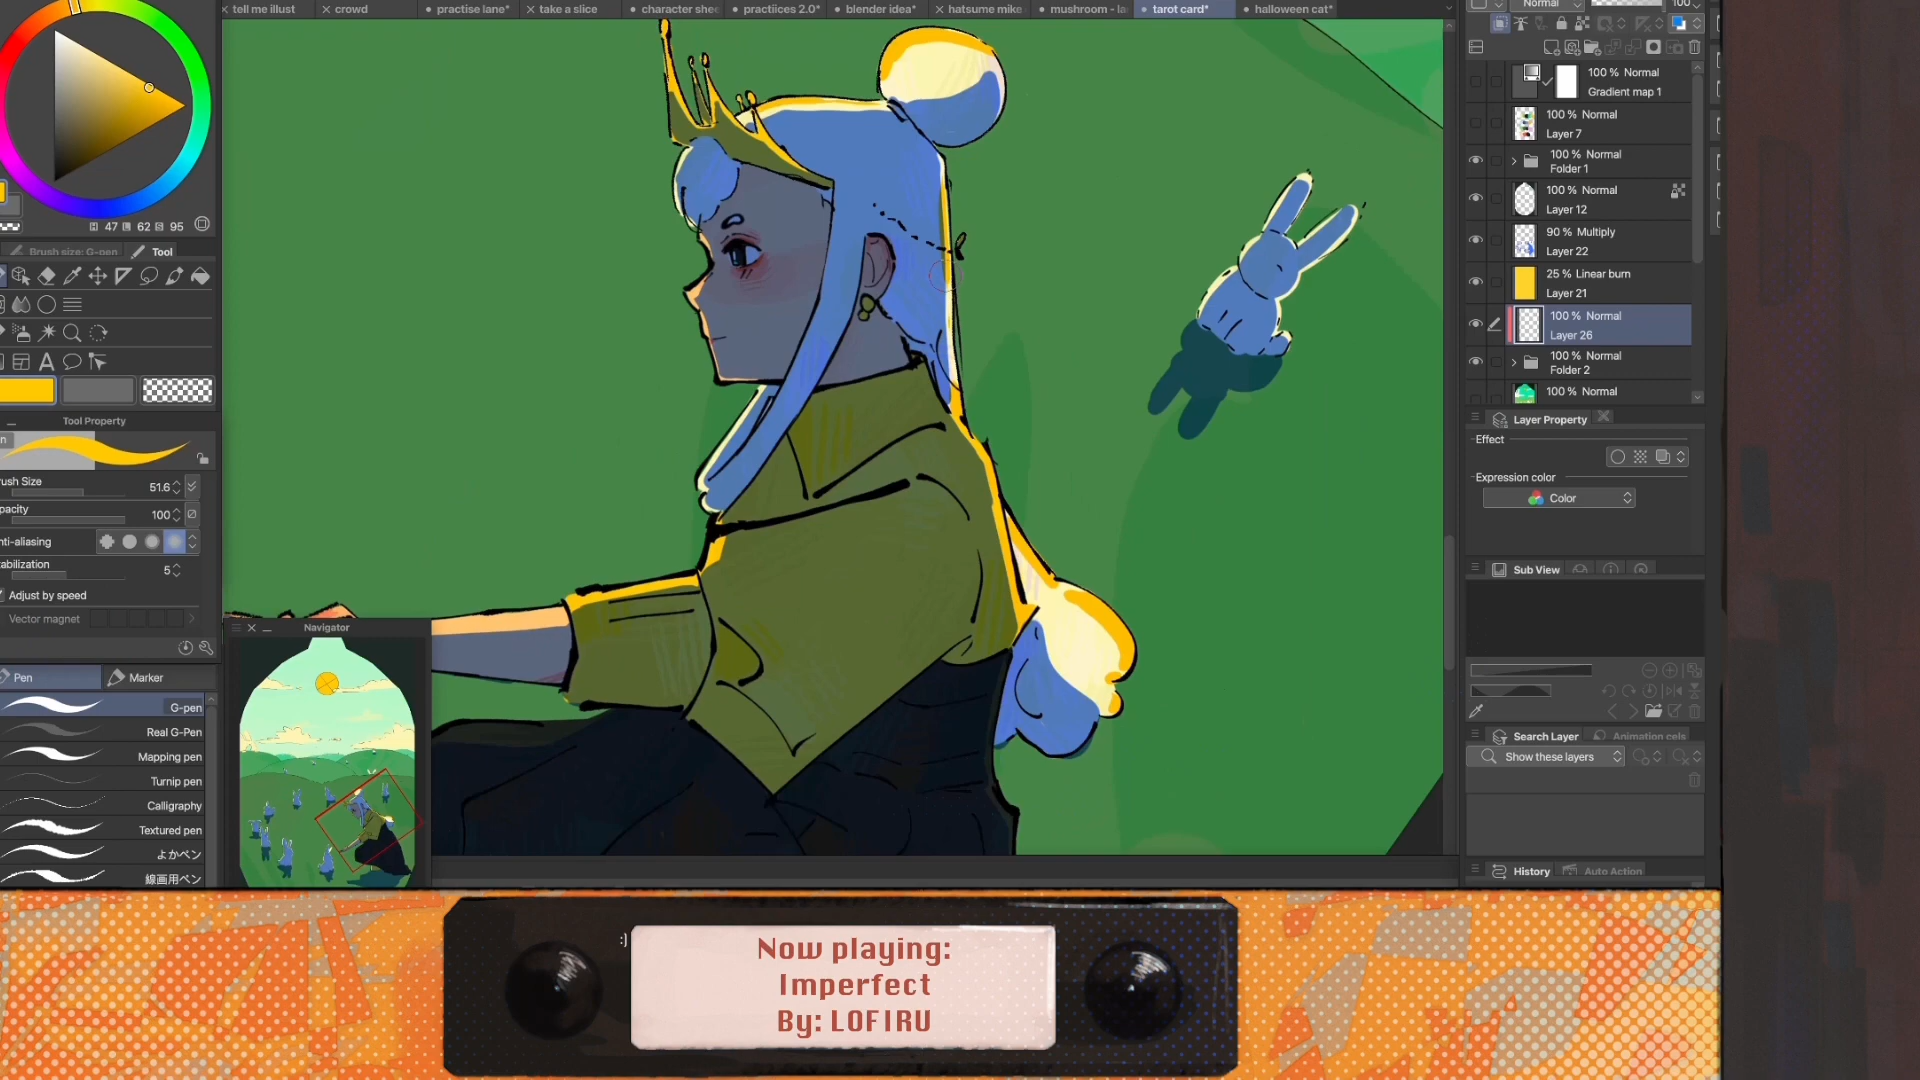 tell me illust
crowd
practise lane*
take a slice
character shee
practiices 2.0*
blender idea*
hatsume mike
mushroom - la
tarot card*
halloween cat*
47 62 S 95
Brush size: G-pen
Tool
Tool Property
rush Size
51.6
pacity
100
nti-aliasing
tabilization
5
Adjust by speed
Vector magnet
Pen
Marker
G-pen
Real G-Pen
Mapping pen
Turnip pen
Calligraphy
Textured pen
よかペン
線画用ペン
Navigator
Normal
100
100 % Normal
Gradient map 1
100 % Normal
Layer 7
100 % Normal
Folder 1
100 % Normal
Layer 12
90 % Multiply
Layer 22
25 % Linear burn
Layer 21
100 % Normal
Layer 26
100 % Normal
Folder 2
100 % Normal
Layer Property
Effect
Expression color
Color
Sub View
Search Layer
Animation cels
Show these layers
History
Auto Action
:)
Now playing:
Imperfect
By: LOFIRU